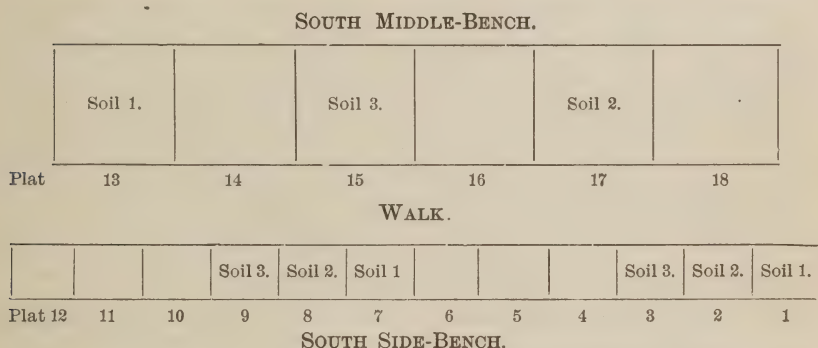 SOUTH MIDDLE-BENCH.
Soil 1. Soil 3. Soil 2.
Plat 13 14 15 16 17 18
WALK.
Soil 3. Soil 2. Soil 1 Soil 3. Soil 2. Soil 1.
Plat 12 11 10 9 8 7 6 5 4 3 2 1
SOUTH SIDE-BENCH.